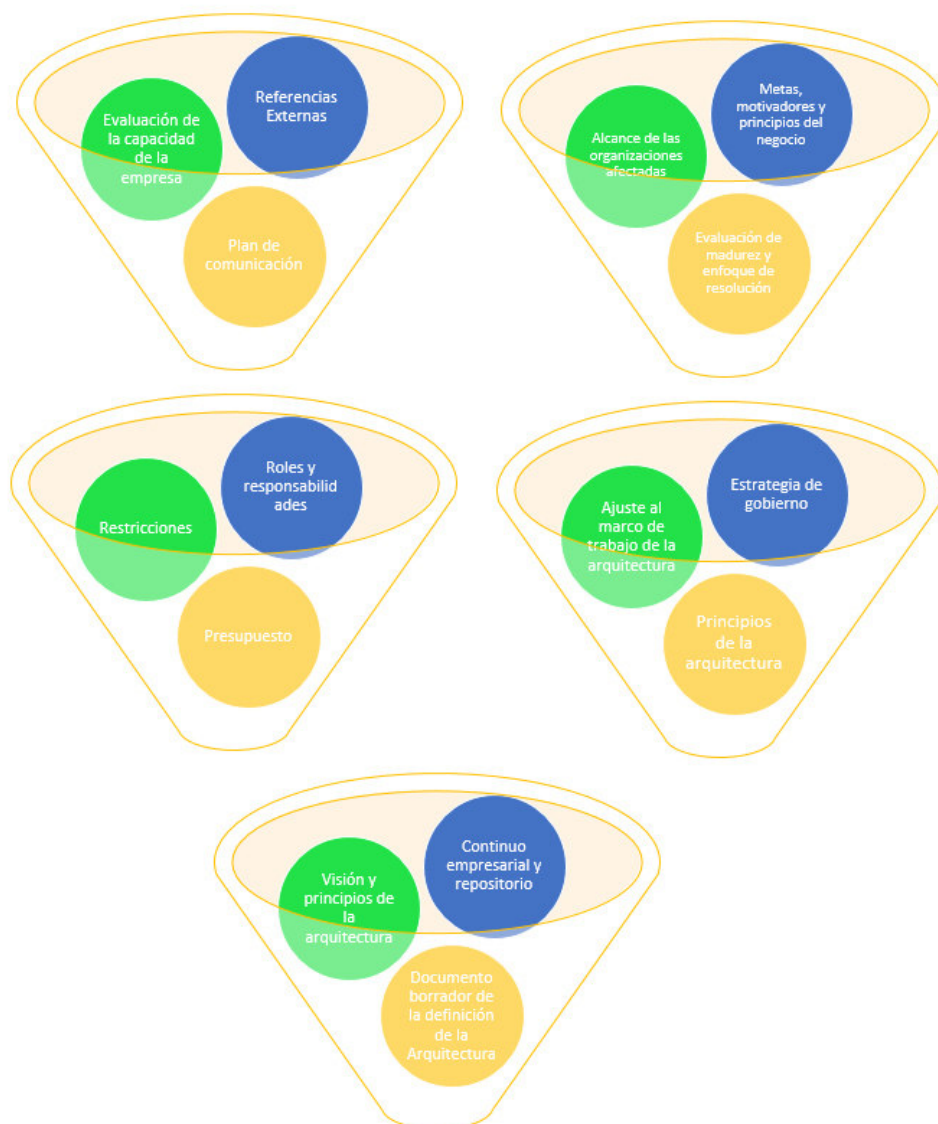 Evaluación de
la capacidad
de la
empresa
Referencias
Externas
Plan de
comunicación
Alcance de las
organizaciones
afectadas
Metas,
motivadores y
principios del
negocio
Evaluación de
madurez y
enfoque de
resolución
Restricciones
Roles y
responsabilid
ades
Presupuesto
Ajuste al
marco de
trabajo de la
arquitectura
Estrategia de
gobierno
Principios
de la
arquitectura
Visión y
principios de
la
arquitectura
Continuo
empresarial y
repositorio
Documento
borrador de
la definición
de la
Arquitectura